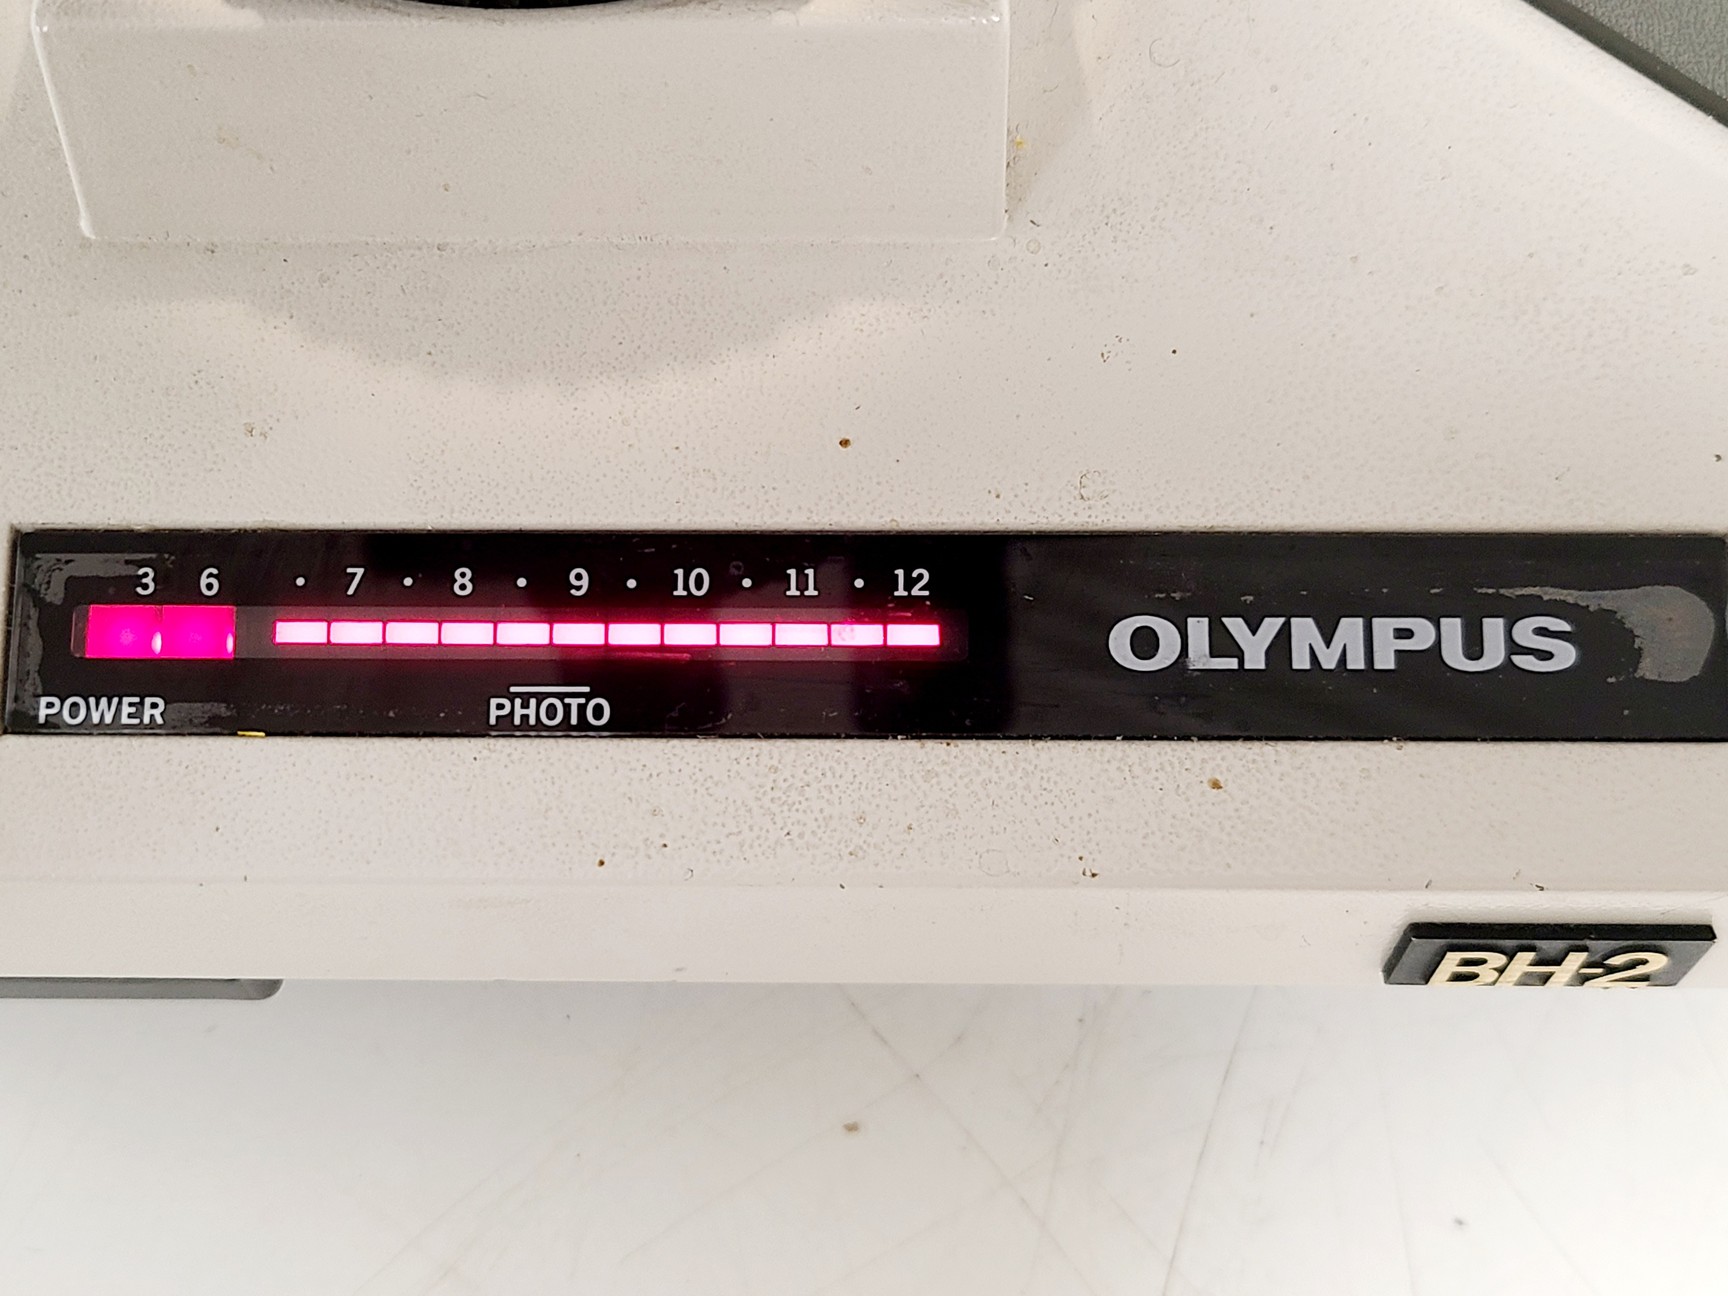 3 6 · 7 · 8 · 9 · 10 · 11 · 12
POWER
PHOTO
OLYMPUS
BH-2